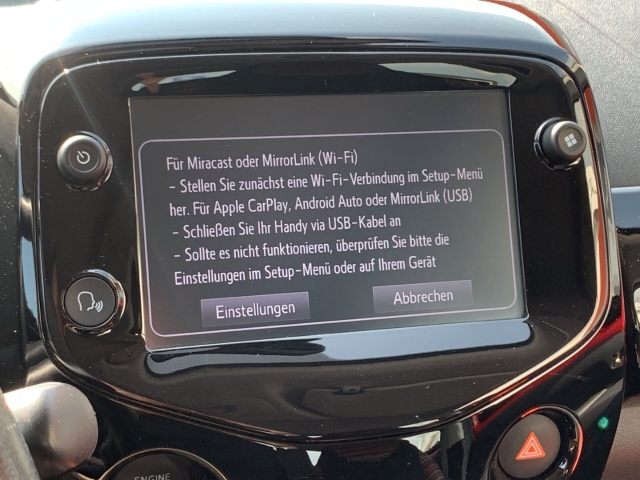 Für Miracast oder MirrorLink (Wi-Fi)
- Stellen Sie zunächst eine Wi-Fi-Verbindung im Setup-Menü
her. Für Apple CarPlay, Android Auto oder MirrorLink (USB)
- Schließen Sie Ihr Handy via USB-Kabel an
- Sollte es nicht funktionieren, überprüfen Sie bitte die
Einstellungen im Setup-Menü oder auf Ihrem Gerät
Einstellungen
Abbrechen
ENGINE